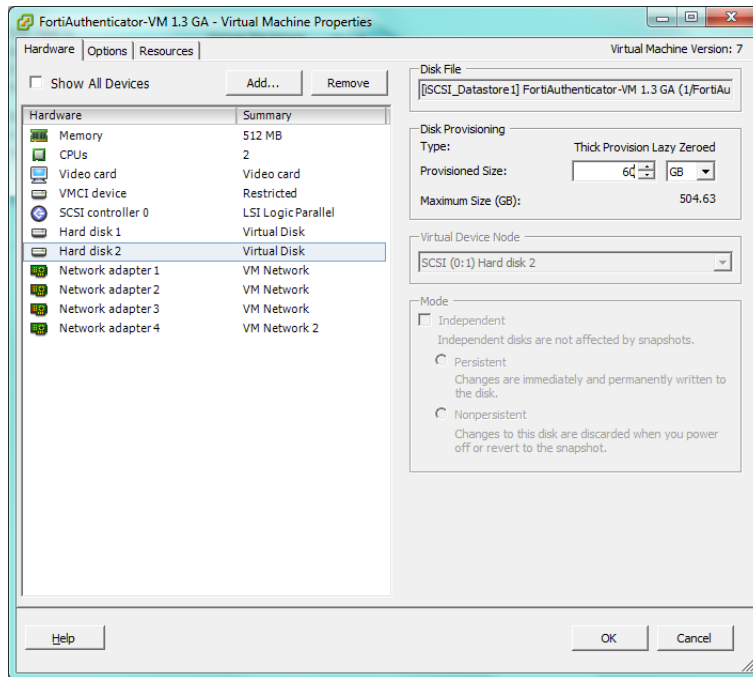 FortiAuthenticator-VM 1.3 GA - Virtual Machine Properties
Hardware Options Resources
Virtual Machine Version: 7
Show All Devices
Add...
Remove
Hardware Summary
Memory 512 MB
CPUs 2
Video card Video card
VMCI device Restricted
SCSI controller 0 LSI Logic Parallel
Hard disk 1 Virtual Disk
Hard disk 2 Virtual Disk
Network adapter 1 VM Network
Network adapter 2 VM Network
Network adapter 3 VM Network
Network adapter 4 VM Network 2
Disk File
[iSCSI_Datastore1] FortiAuthenticator-VM 1.3 GA (1/FortiAu
Disk Provisioning
Type: Thick Provision Lazy Zeroed
Provisioned Size: 60 GB
Maximum Size (GB): 504.63
Virtual Device Node
SCSI (0:1) Hard disk 2
Mode
Independent
Independent disks are not affected by snapshots.
Persistent
Changes are immediately and permanently written to
the disk.
Nonpersistent
Changes to this disk are discarded when you power
off or revert to the snapshot.
Help
OK
Cancel